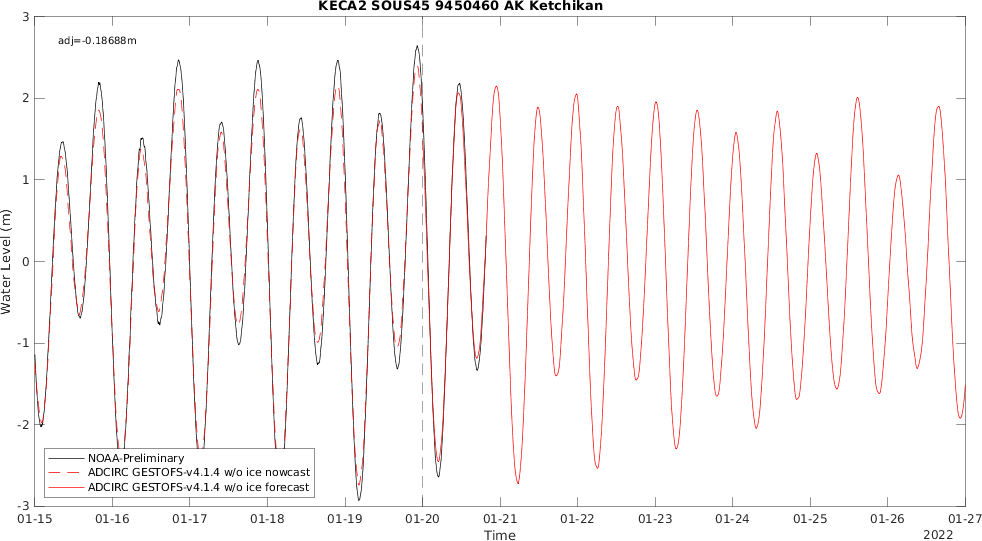 KECA2 SOUS45 9450460 AK Ketchikan
adj=-0.18688m
3
2
1
0
-1
-2
-3
Water Level (m)
NOAA-Preliminary
ADCIRC GESTOFS-v4.1.4 w/o ice nowcast
ADCIRC GESTOFS-v4.1.4 w/o ice forecast
01-15 01-16 01-17 01-18 01-19 01-20 01-21 01-22 01-23 01-24 01-25 01-26 01-27
Time
2022